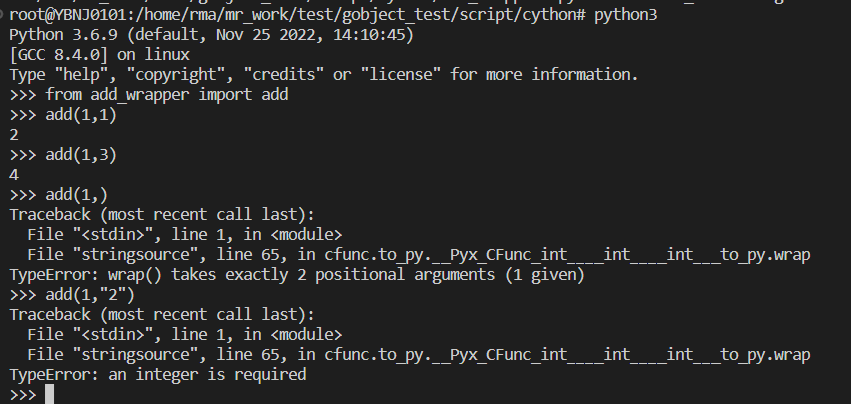 root@YBNJ0101:/home/rma/mr_work/test/gobject_test/script/cython# python3
Python 3.6.9 (default, Nov 25 2022, 14:10:45)
[GCC 8.4.0] on linux
Type "help", "copyright", "credits" or "license" for more information.
>>> from add_wrapper import add
>>> add(1,1)
2
>>> add(1,3)
4
>>> add(1,)
Traceback (most recent call last):
  File "<stdin>", line 1, in <module>
  File "stringsource", line 65, in cfunc.to_py.__Pyx_CFunc_int____int____int___to_py.wrap
TypeError: wrap() takes exactly 2 positional arguments (1 given)
>>> add(1,"2")
Traceback (most recent call last):
  File "<stdin>", line 1, in <module>
  File "stringsource", line 65, in cfunc.to_py.__Pyx_CFunc_int____int____int___to_py.wrap
TypeError: an integer is required
>>>